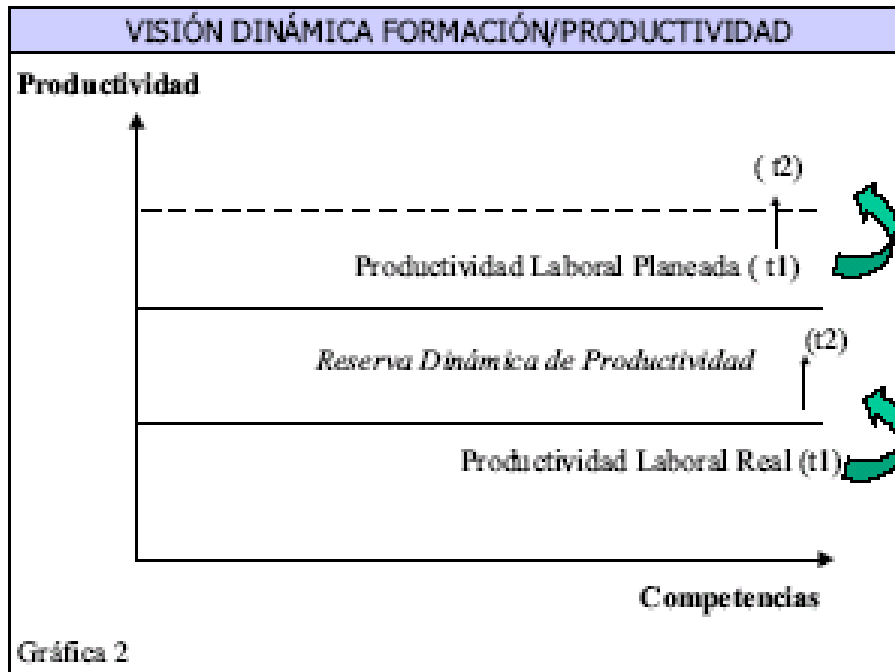 VISIÓN DINÁMICA FORMACIÓN/PRODUCTIVIDAD
Productividad
( t2)
Productividad Laboral Planeada ( t1)
(t2)
Reserva Dinámica de Productividad
Productividad Laboral Real (t1)
Competencias
Gráfica 2